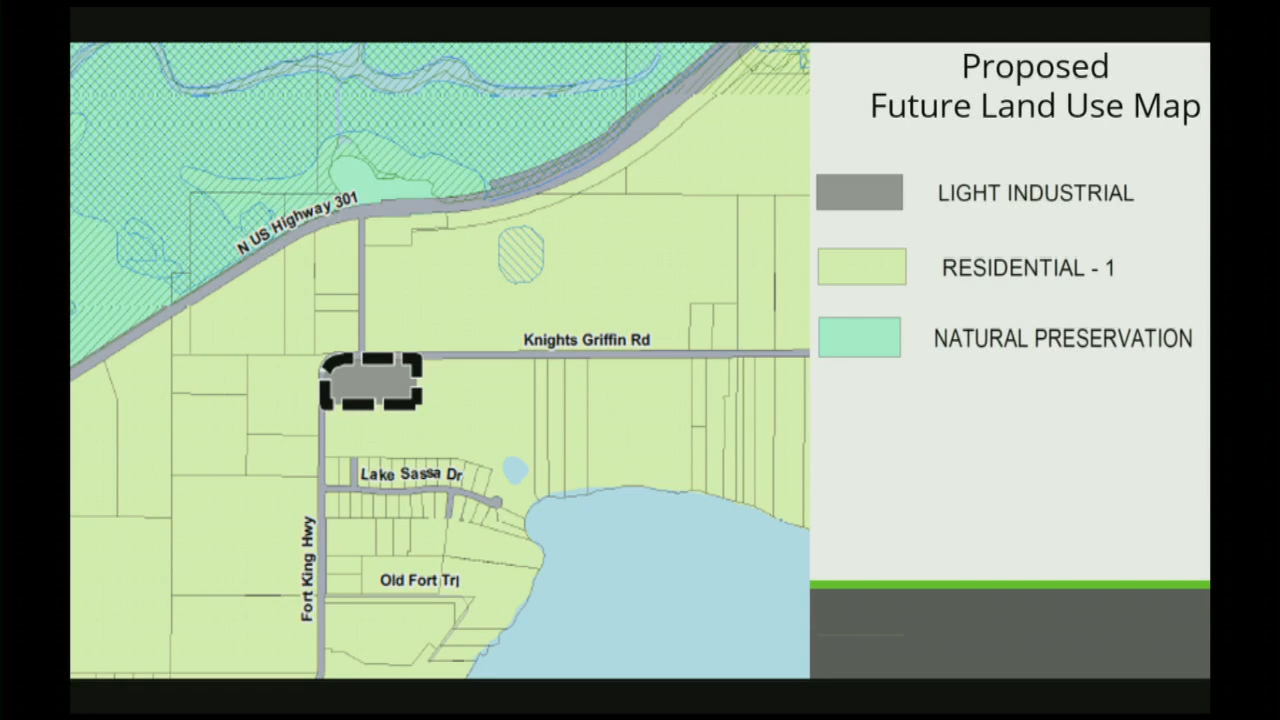 Proposed
Future Land Use Map
LIGHT INDUSTRIAL
RESIDENTIAL - 1
NATURAL PRESERVATION
N US Highway 301
Knights Griffin Rd
Lake Sassa Dr
Fort King Hwy
Old Fort Trl